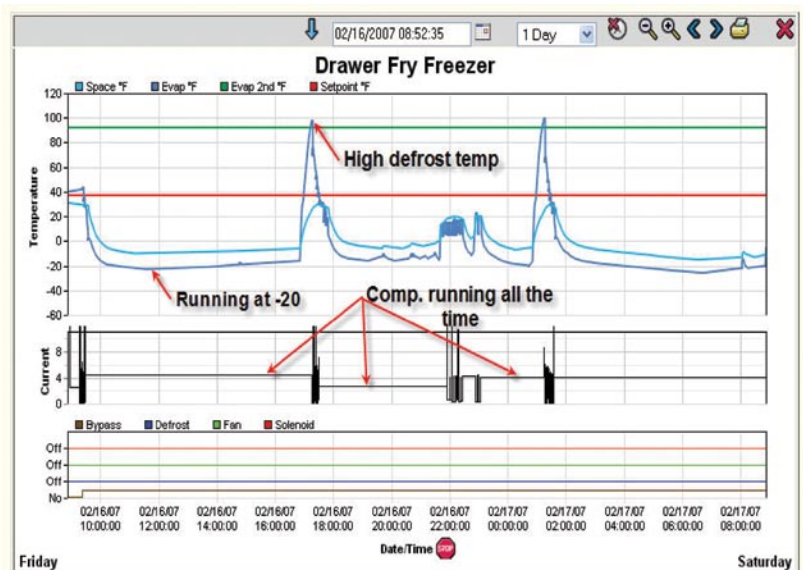 02/16/2007 08:52:35 1 Day
Drawer Fry Freezer
Space °F Evap °F Evap 2nd °F Setpoint °F
120
100
80
60
40
20
0
-20
-40
-60
Temperature
High defrost temp
Running at -20
Comp. running all the
time
8
4
0
Current
Bypass Defrost Fan Solenoid
Off
Off
Off
No
02/16/07 02/16/07 02/16/07 02/16/07 02/16/07 02/16/07 02/16/07 02/17/07 02/17/07 02/17/07 02/17/07 02/17/07
10:00:00 12:00:00 14:00:00 16:00:00 18:00:00 20:00:00 22:00:00 00:00:00 02:00:00 04:00:00 06:00:00 08:00:00
Date/Time STOP
Friday Saturday